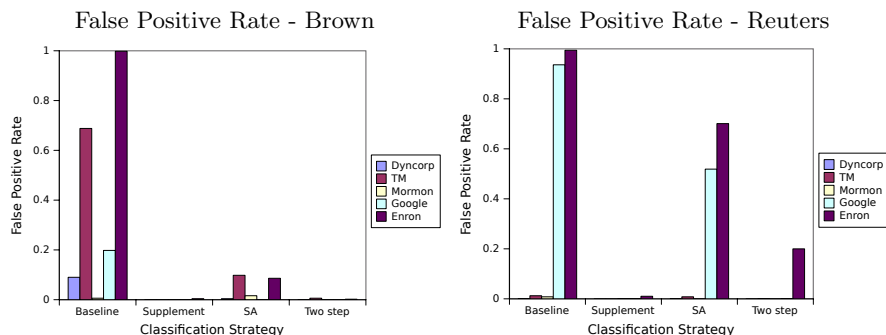 False Positive Rate - Brown
1
0.8
0.6
0.4
0.2
0
False Positive Rate
Baseline
Supplement
SA
Two step
Classification Strategy
Dyncorp
TM
Mormon
Google
Enron
False Positive Rate - Reuters
1
0.8
0.6
0.4
0.2
0
False Positive Rate
Baseline
Supplement
SA
Two step
Classification Strategy
Dyncorp
TM
Mormon
Google
Enron